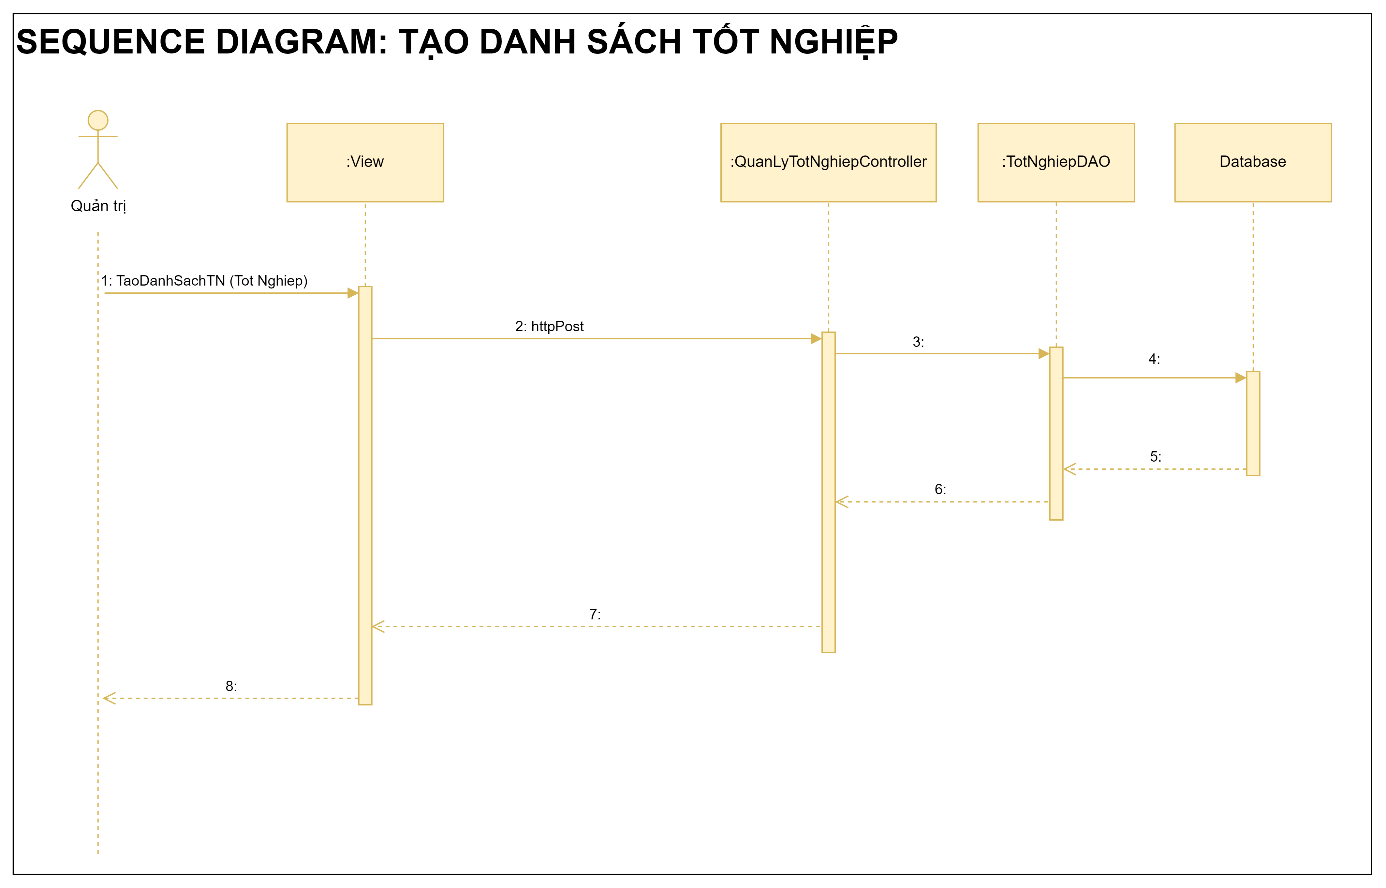 SEQUENCE DIAGRAM: TẠO DANH SÁCH TỐT NGHIỆP
Quản trị
:View
:QuanLyTotNghiepController
:TotNghiepDAO
Database
1: TaoDanhSachTN (Tot Nghiep)
2: httpPost
3:
4:
5:
6:
7:
8: